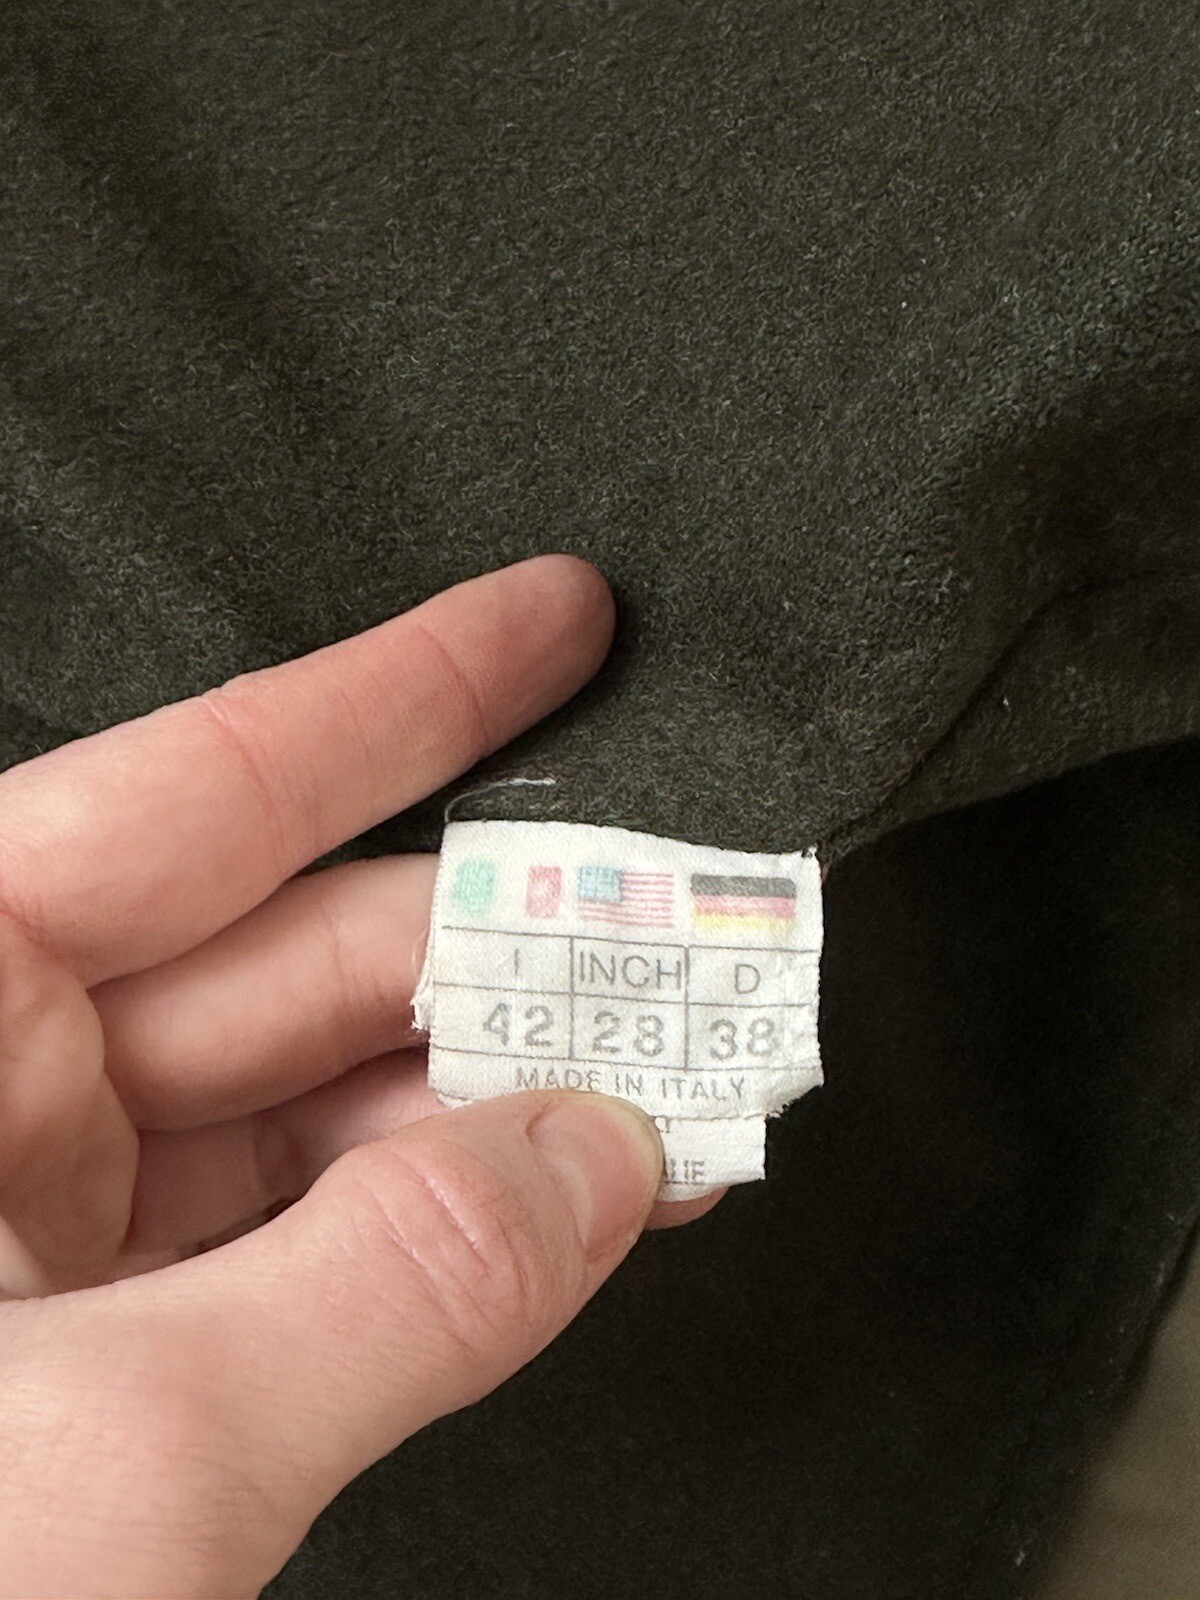 I INCH D
42 28 38
MADE IN ITALY